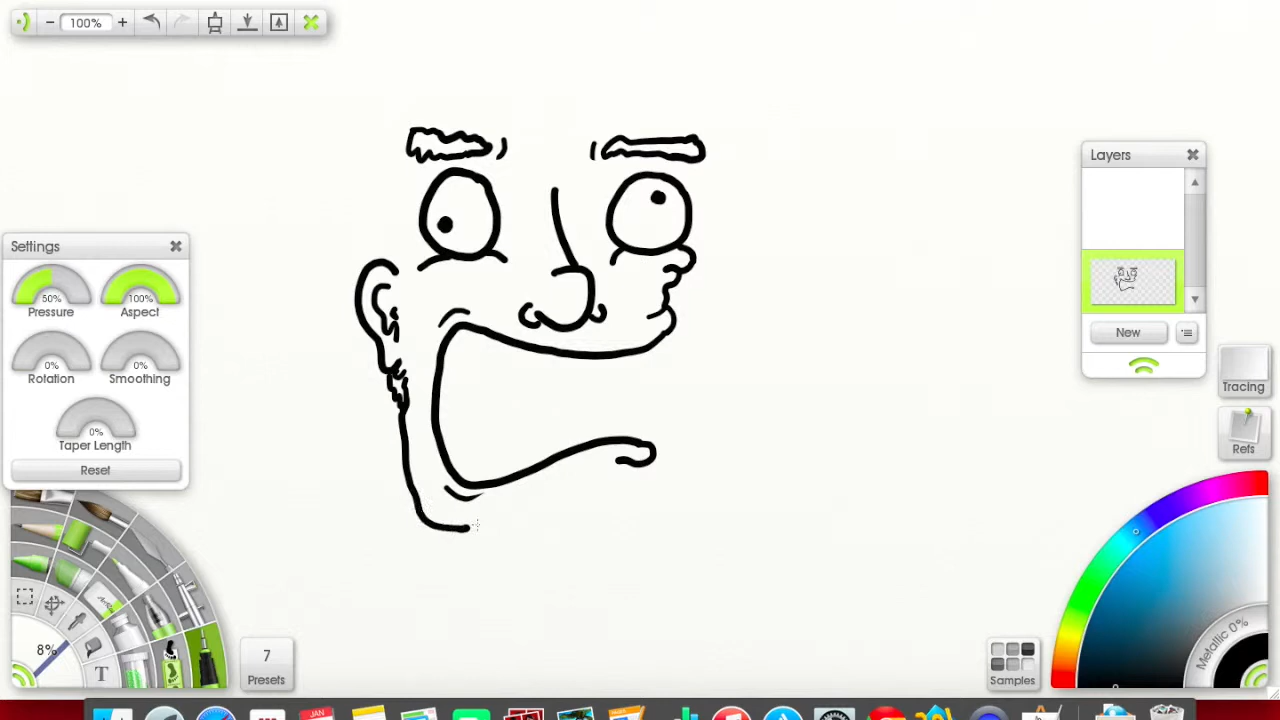 100%
Layers
Settings
50%
Pressure
100%
Aspect
0%
Rotation
0%
Smoothing
0%
Taper Length
Reset
New
Tracing
Refs
8%
T
7
Presets
Samples
Metallic 0%
JAN